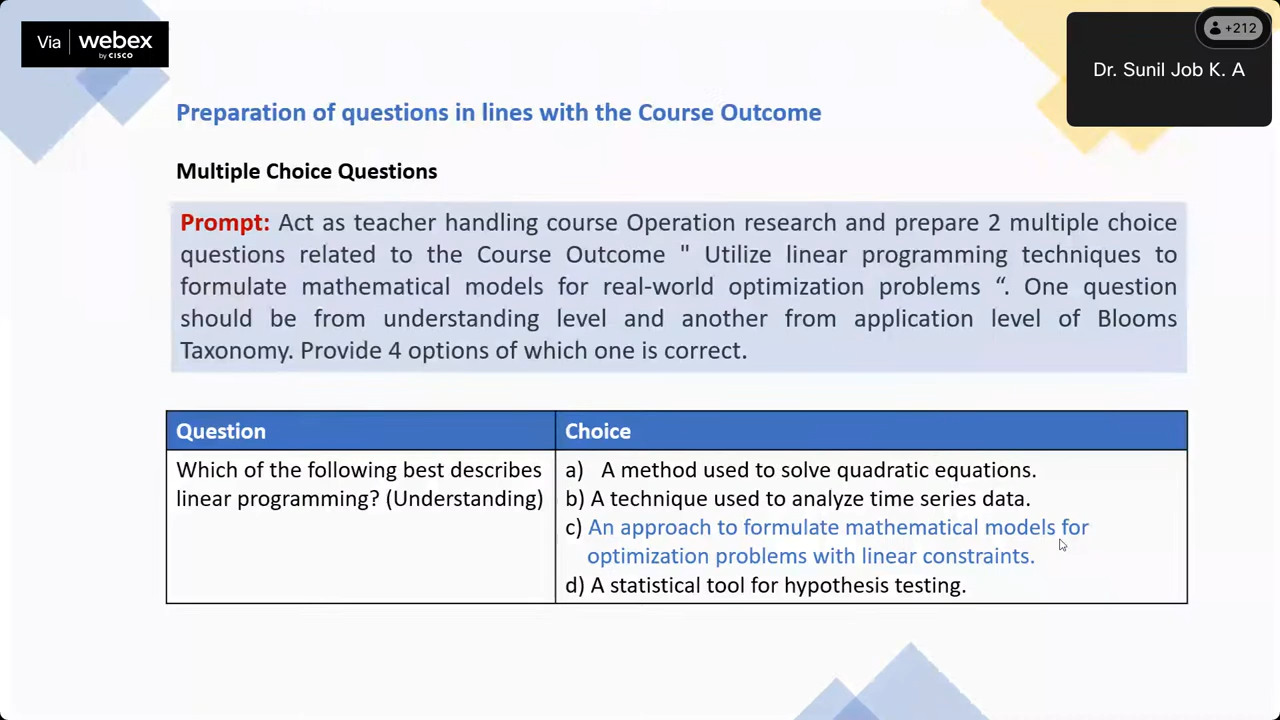 Via webex
by CISCO
+212
Dr. Sunil Job K. A
Preparation of questions in lines with the Course Outcome
Multiple Choice Questions
Prompt: Act as teacher handling course Operation research and prepare 2 multiple choice
questions related to the Course Outcome " Utilize linear programming techniques to
formulate mathematical models for real-world optimization problems “. One question
should be from understanding level and another from application level of Blooms
Taxonomy. Provide 4 options of which one is correct.
Question
Choice
Which of the following best describes
linear programming? (Understanding)
a) A method used to solve quadratic equations.
b) A technique used to analyze time series data.
c) An approach to formulate mathematical models for
optimization problems with linear constraints.
d) A statistical tool for hypothesis testing.